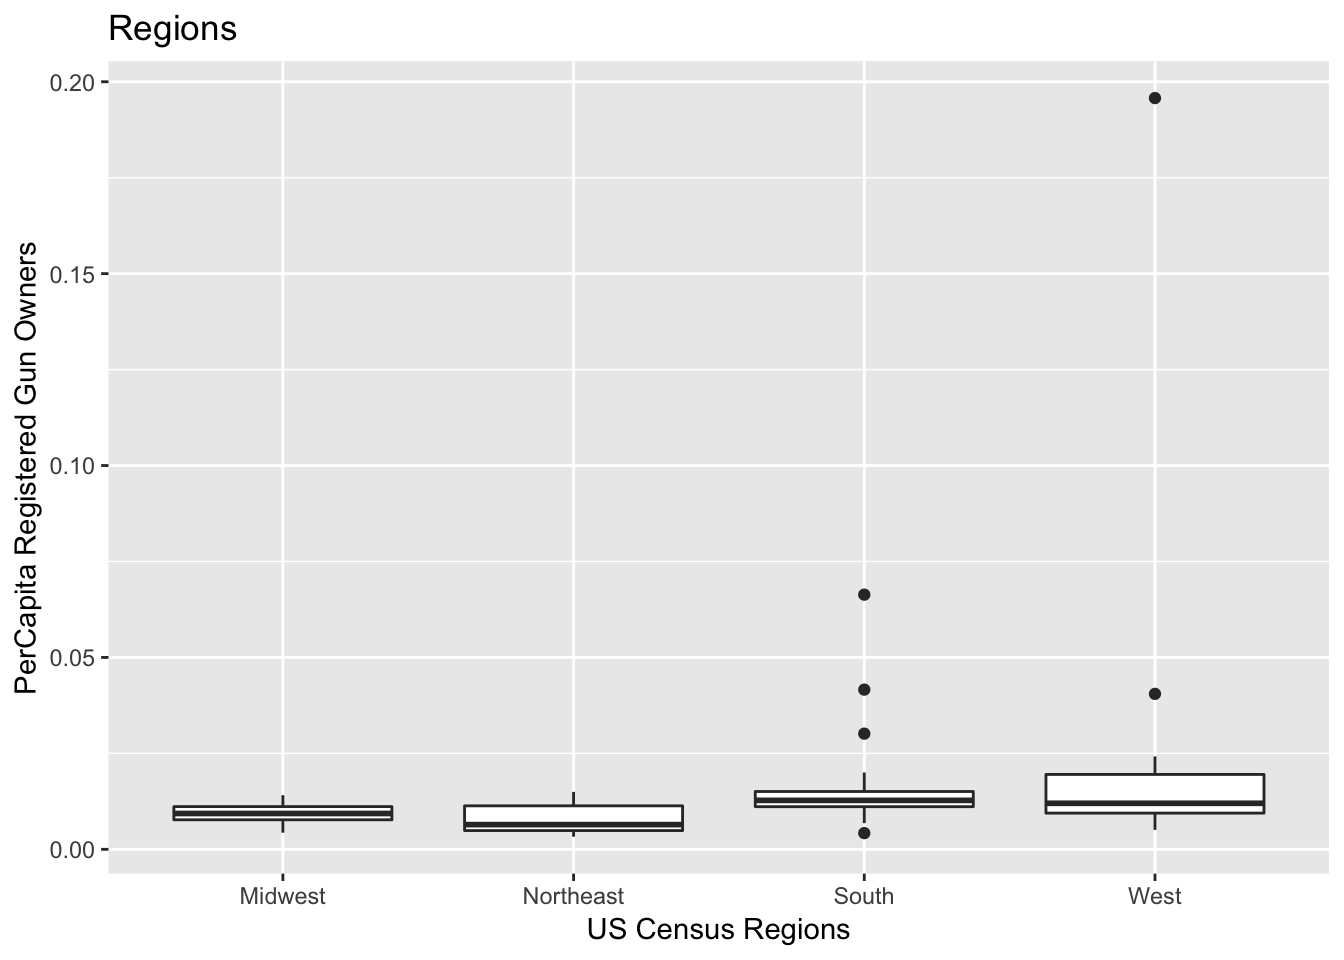 Regions
0.20
0.15
0.10
0.05
0.00
PerCapita Registered Gun Owners
Midwest Northeast South West
US Census Regions